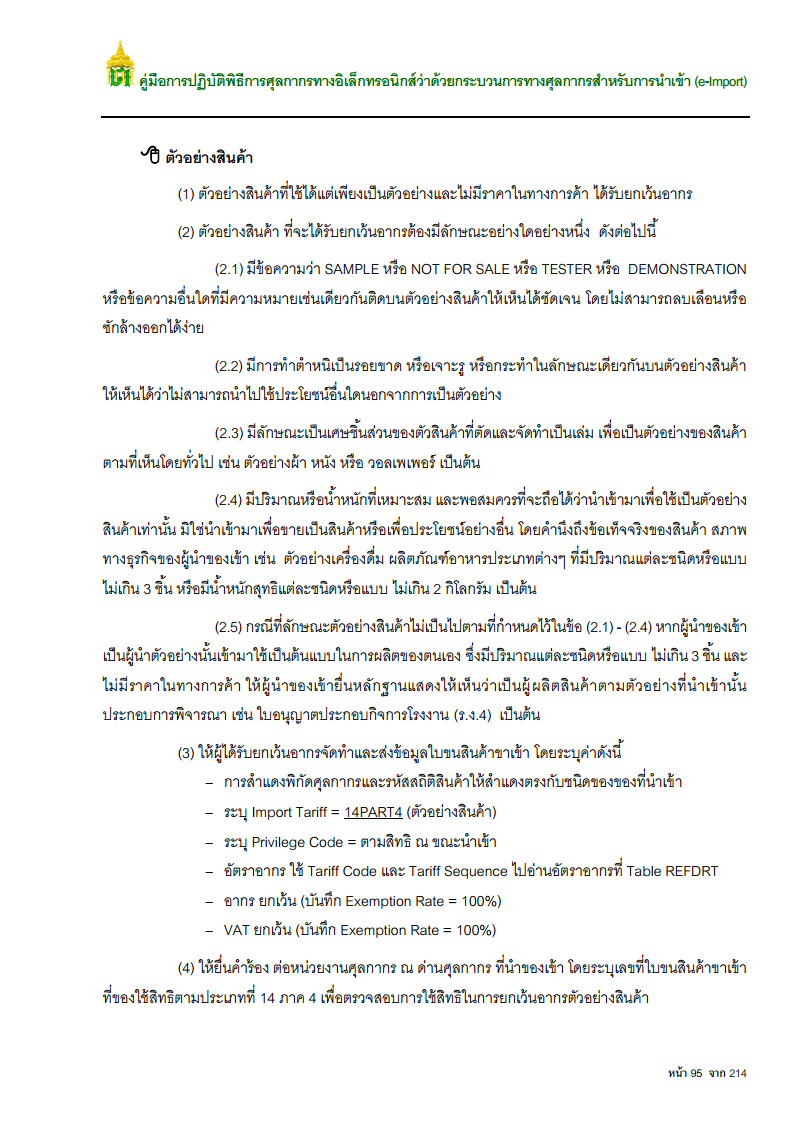 คู่มือการปฏิบัติพิธีการศุลกากรทางอิเล็กทรอนิกส์ว่าด้วยกระบวนการทางศุลกากรสำหรับการนำเข้า (e-Import)
ตัวอย่างสินค้า
(1) ตัวอย่างสินค้าที่ใช้ได้แต่เพียงเป็นตัวอย่างและไม่มีราคาในทางการค้า ได้รับยกเว้นอากร
(2) ตัวอย่างสินค้า ที่จะได้รับยกเว้นอากรต้องมีลักษณะอย่างใดอย่างหนึ่ง ดังต่อไปนี้
(2.1) มีข้อความว่า SAMPLE หรือ NOT FOR SALE หรือ TESTER หรือ DEMONSTRATION
หรือข้อความอื่นใดที่มีความหมายเช่นเดียวกันติดบนตัวอย่างสินค้าให้เห็นได้ชัดเจน โดยไม่สามารถลบเลือนหรือ
ซักล้างออกได้ง่าย
(2.2) มีการทำตำหนิเป็นรอยขาด หรือเจาะรู หรือกระทำในลักษณะเดียวกันบนตัวอย่างสินค้า
ให้เห็นได้ว่าไม่สามารถนำไปใช้ประโยชน์อื่นใดนอกจากการเป็นตัวอย่าง
(2.3) มีลักษณะเป็นเศษชิ้นส่วนของตัวสินค้าที่ตัดและจัดทำเป็นเล่ม เพื่อเป็นตัวอย่างของสินค้า
ตามที่เห็นโดยทั่วไป เช่น ตัวอย่างผ้า หนัง หรือ วอลเพเพอร์ เป็นต้น
(2.4) มีปริมาณหรือน้ำหนักที่เหมาะสม และพอสมควรที่จะถือได้ว่านำเข้ามาเพื่อใช้เป็นตัวอย่าง
สินค้าเท่านั้น มิใช่นำเข้ามาเพื่อขายเป็นสินค้าหรือเพื่อประโยชน์อย่างอื่น โดยคำนึงถึงข้อเท็จจริงของสินค้า สภาพ
ทางธุรกิจของผู้นำของเข้า เช่น ตัวอย่างเครื่องดื่ม ผลิตภัณฑ์อาหารประเภทต่างๆ ที่มีปริมาณแต่ละชนิดหรือแบบ
ไม่เกิน 3 ชิ้น หรือมีน้ำหนักสุทธิแต่ละชนิดหรือแบบ ไม่เกิน 2 กิโลกรัม เป็นต้น
(2.5) กรณีที่ลักษณะตัวอย่างสินค้าไม่เป็นไปตามที่กำหนดไว้ในข้อ (2.1) - (2.4) หากผู้นำของเข้า
เป็นผู้นำตัวอย่างนั้นเข้ามาใช้เป็นต้นแบบในการผลิตของตนเอง ซึ่งมีปริมาณแต่ละชนิดหรือแบบ ไม่เกิน 3 ชิ้น และ
ไม่มีราคาในทางการค้า ให้ผู้นำของเข้ายื่นหลักฐานแสดงให้เห็นว่าเป็นผู้ผลิตสินค้าตามตัวอย่างที่นำเข้านั้น
ประกอบการพิจารณา เช่น ใบอนุญาตประกอบกิจการโรงงาน (ร.ง.4) เป็นต้น
(3) ให้ผู้ได้รับยกเว้นอากรจัดทำและส่งข้อมูลใบขนสินค้าขาเข้า โดยระบุค่าดังนี้
– การสำแดงพิกัดศุลกากรและรหัสสถิติสินค้าให้สำแดงตรงกับชนิดของของที่นำเข้า
– ระบุ Import Tariff = 14PART4 (ตัวอย่างสินค้า)
– ระบุ Privilege Code = ตามสิทธิ ณ ขณะนำเข้า
– อัตราอากร ใช้ Tariff Code และ Tariff Sequence ไปอ่านอัตราอากรที่ Table REFDRT
– อากร ยกเว้น (บันทึก Exemption Rate = 100%)
– VAT ยกเว้น (บันทึก Exemption Rate = 100%)
(4) ให้ยื่นคำร้อง ต่อหน่วยงานศุลกากร ณ ด่านศุลกากร ที่นำของเข้า โดยระบุเลขที่ใบขนสินค้าขาเข้า
ที่ของใช้สิทธิตามประเภทที่ 14 ภาค 4 เพื่อตรวจสอบการใช้สิทธิในการยกเว้นอากรตัวอย่างสินค้า
หน้า 95 จาก 214